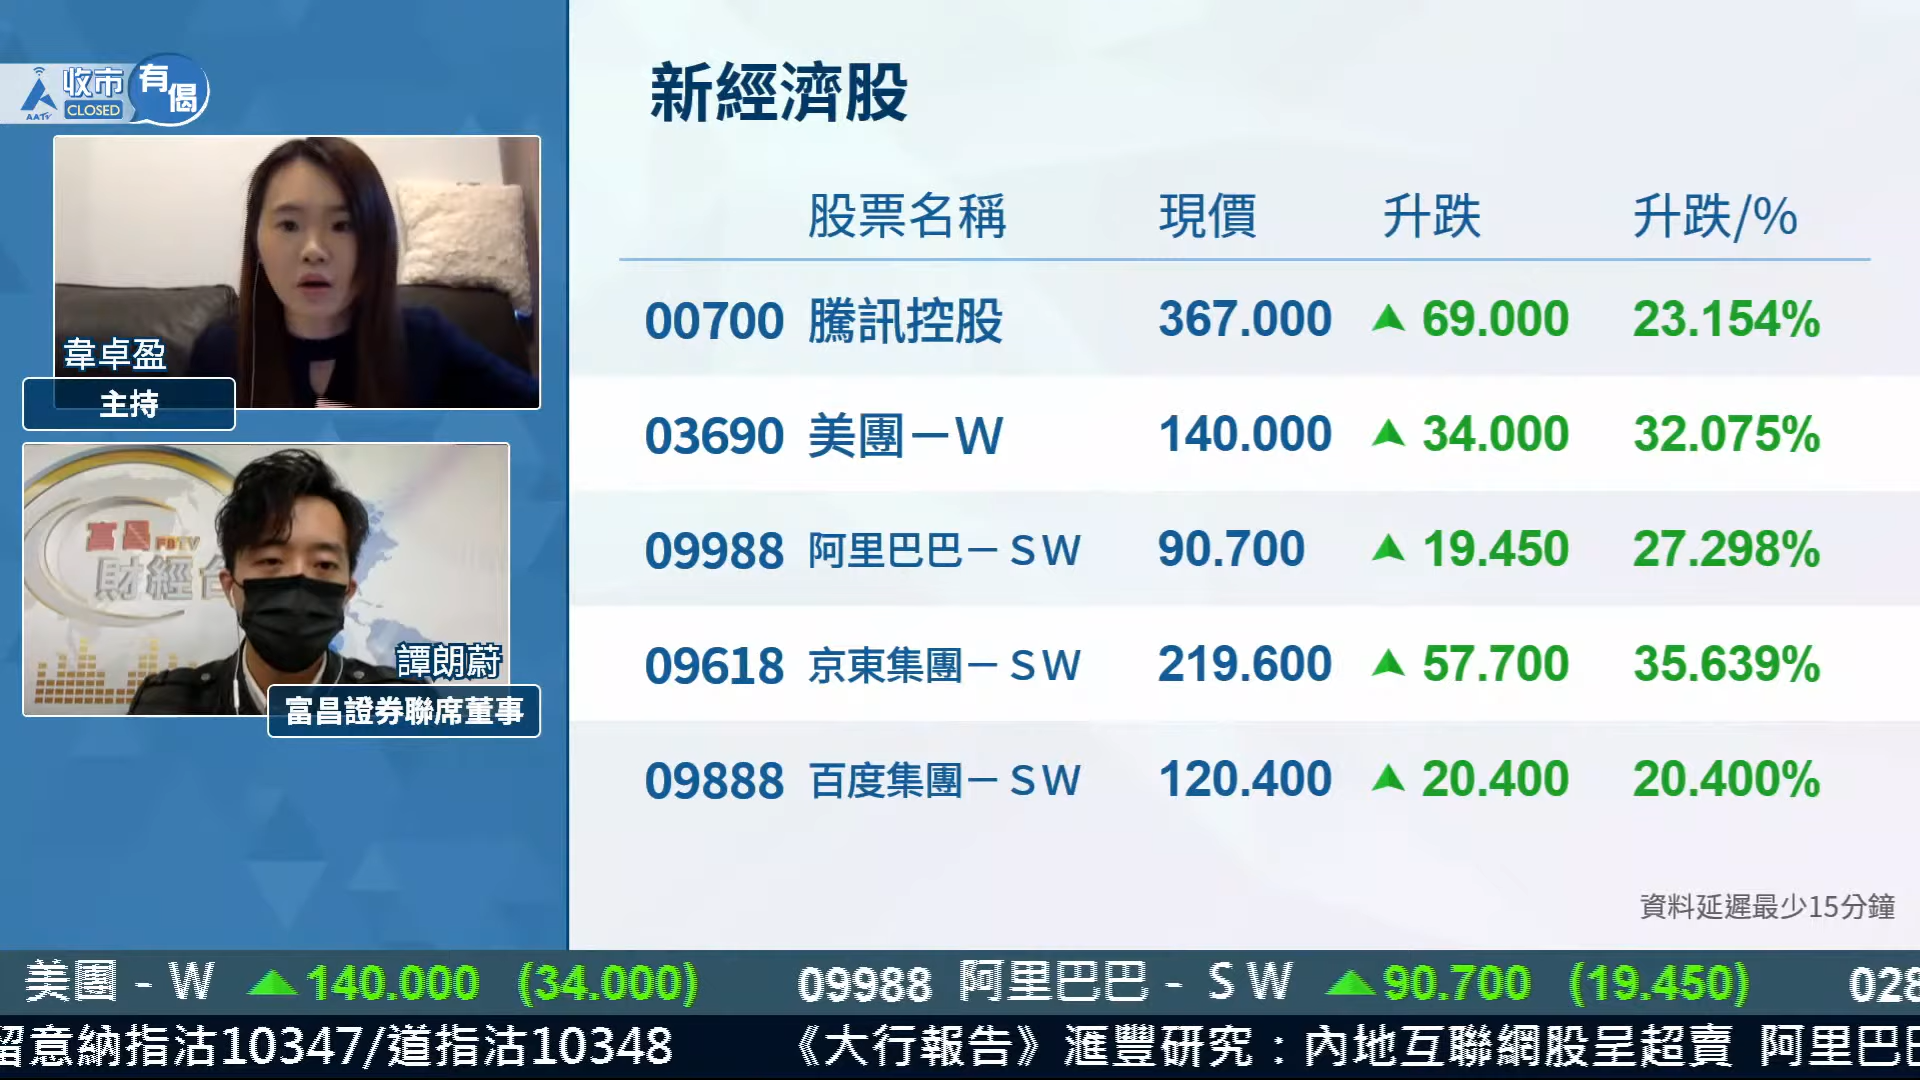 收市
有偈
CLOSED
AATV
韋卓盈
主持
富昌 FBTV
財經台
譚朗蔚
富昌證券聯席董事
新經濟股
股票名稱 現價 升跌 升跌/%
00700 騰訊控股 367.000 69.000 23.154%
03690 美團－W 140.000 34.000 32.075%
09988 阿里巴巴－ＳＷ 90.700 19.450 27.298%
09618 京東集團－ＳＷ 219.600 57.700 35.639%
09888 百度集團－ＳＷ 120.400 20.400 20.400%
資料延遲最少15分鐘
美團 - W 140.000 (34.000) 09988 阿里巴巴 - ＳＷ 90.700 (19.450) 028
留意納指沽10347/道指沽10348 《大行報告》滙豐研究：內地互聯網股呈超賣 阿里巴巴